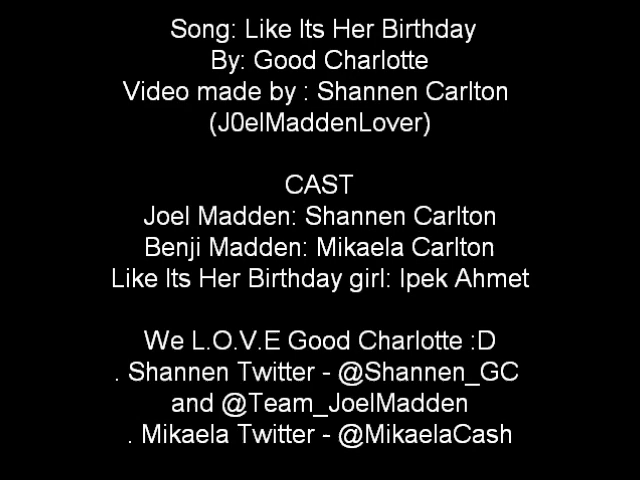 Song: Like Its Her Birthday
By: Good Charlotte
Video made by : Shannen Carlton
(J0elMaddenLover)
CAST
Joel Madden: Shannen Carlton
Benji Madden: Mikaela Carlton
Like Its Her Birthday girl: Ipek Ahmet
We L.O.V.E Good Charlotte :D
. Shannen Twitter - @Shannen_GC
and @Team_JoelMadden
. Mikaela Twitter - @MikaelaCash